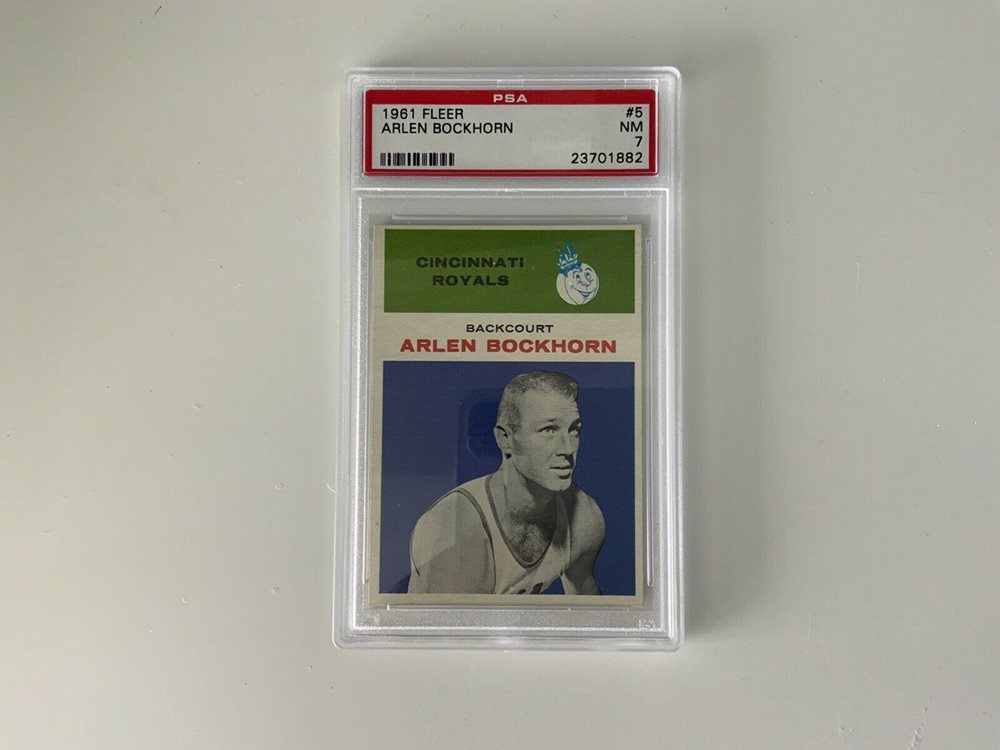 PSA
1961 FLEER #5
ARLEN BOCKHORN NM
7
23701882
CINCINNATI
ROYALS
BACKCOURT
ARLEN BOCKHORN